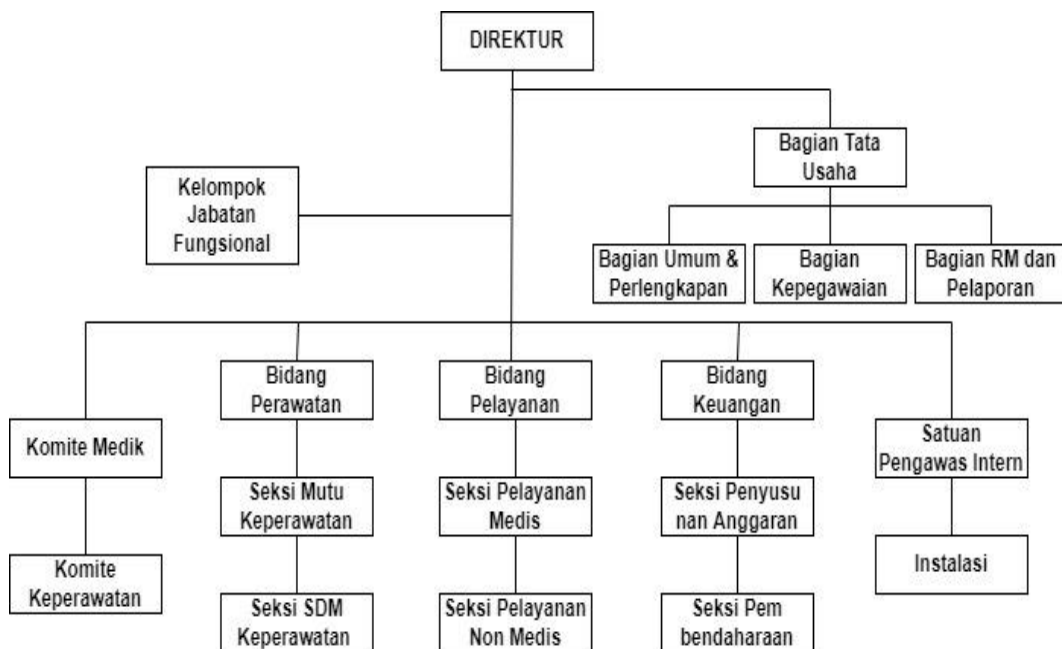 DIREKTUR
Bagian Tata
Usaha
Kelompok
Jabatan
Fungsional
Bagian Umum &
Perlengkapan
Bagian
Kepegawaian
Bagian RM dan
Pelaporan
Bidang
Perawatan
Bidang
Pelayanan
Bidang
Keuangan
Komite Medik
Satuan
Pengawas Intern
Seksi Mutu
Keperawatan
Seksi Pelayanan
Medis
Seksi Penyusu
nan Anggaran
Komite
Keperawatan
Instalasi
Seksi SDM
Keperawatan
Seksi Pelayanan
Non Medis
Seksi Pem
bendaharaan